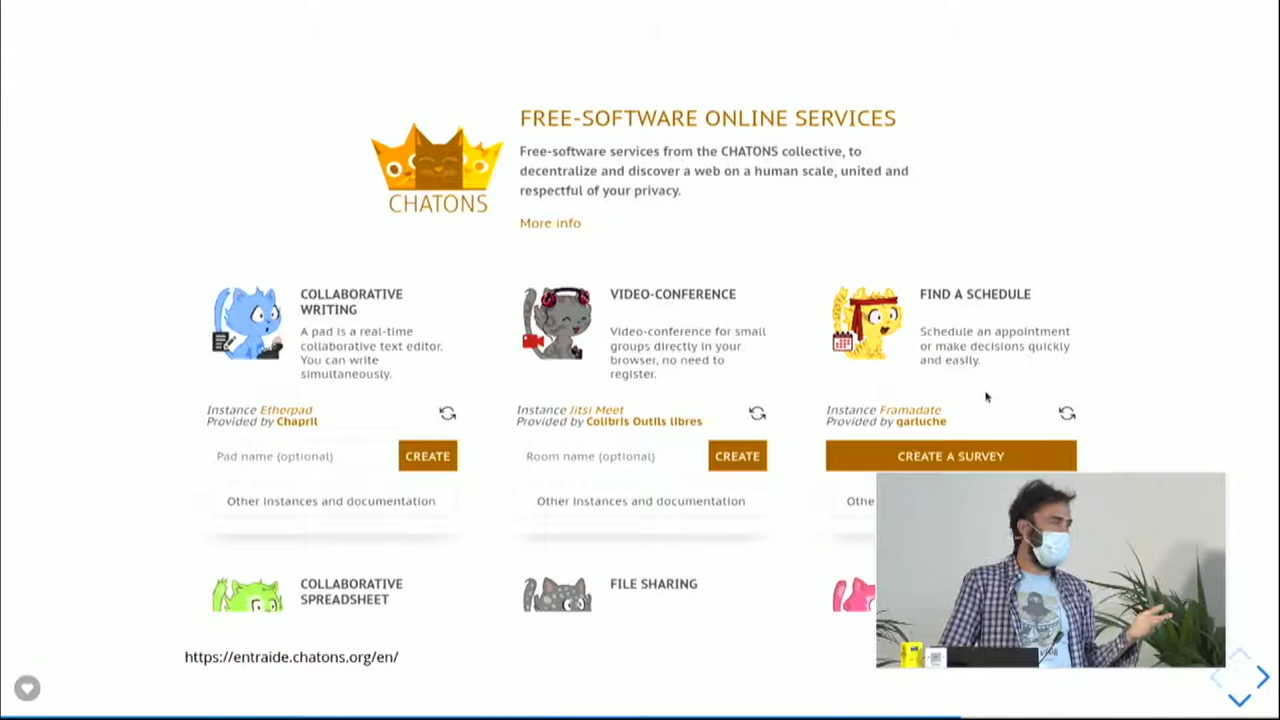 FREE-SOFTWARE ONLINE SERVICES
Free-software services from the CHATONS collective, to
decentralize and discover a web on a human scale, united and
respectful of your privacy.
More info
CHATONS
COLLABORATIVE
WRITING
A pad is a real-time
collaborative text editor.
You can write
simultaneously.
Instance Etherpad
Provided by Chapril
Pad name (optional)
CREATE
Other instances and documentation
VIDEO-CONFERENCE
Video-conference for small
groups directly in your
browser, no need to
register.
Instance Jitsi Meet
Provided by Colibris Outils libres
Room name (optional)
CREATE
Other instances and documentation
FIND A SCHEDULE
Schedule an appointment
or make decisions quickly
and easily.
Instance Framadate
Provided by garluche
CREATE A SURVEY
COLLABORATIVE
SPREADSHEET
FILE SHARING
https://entraide.chatons.org/en/